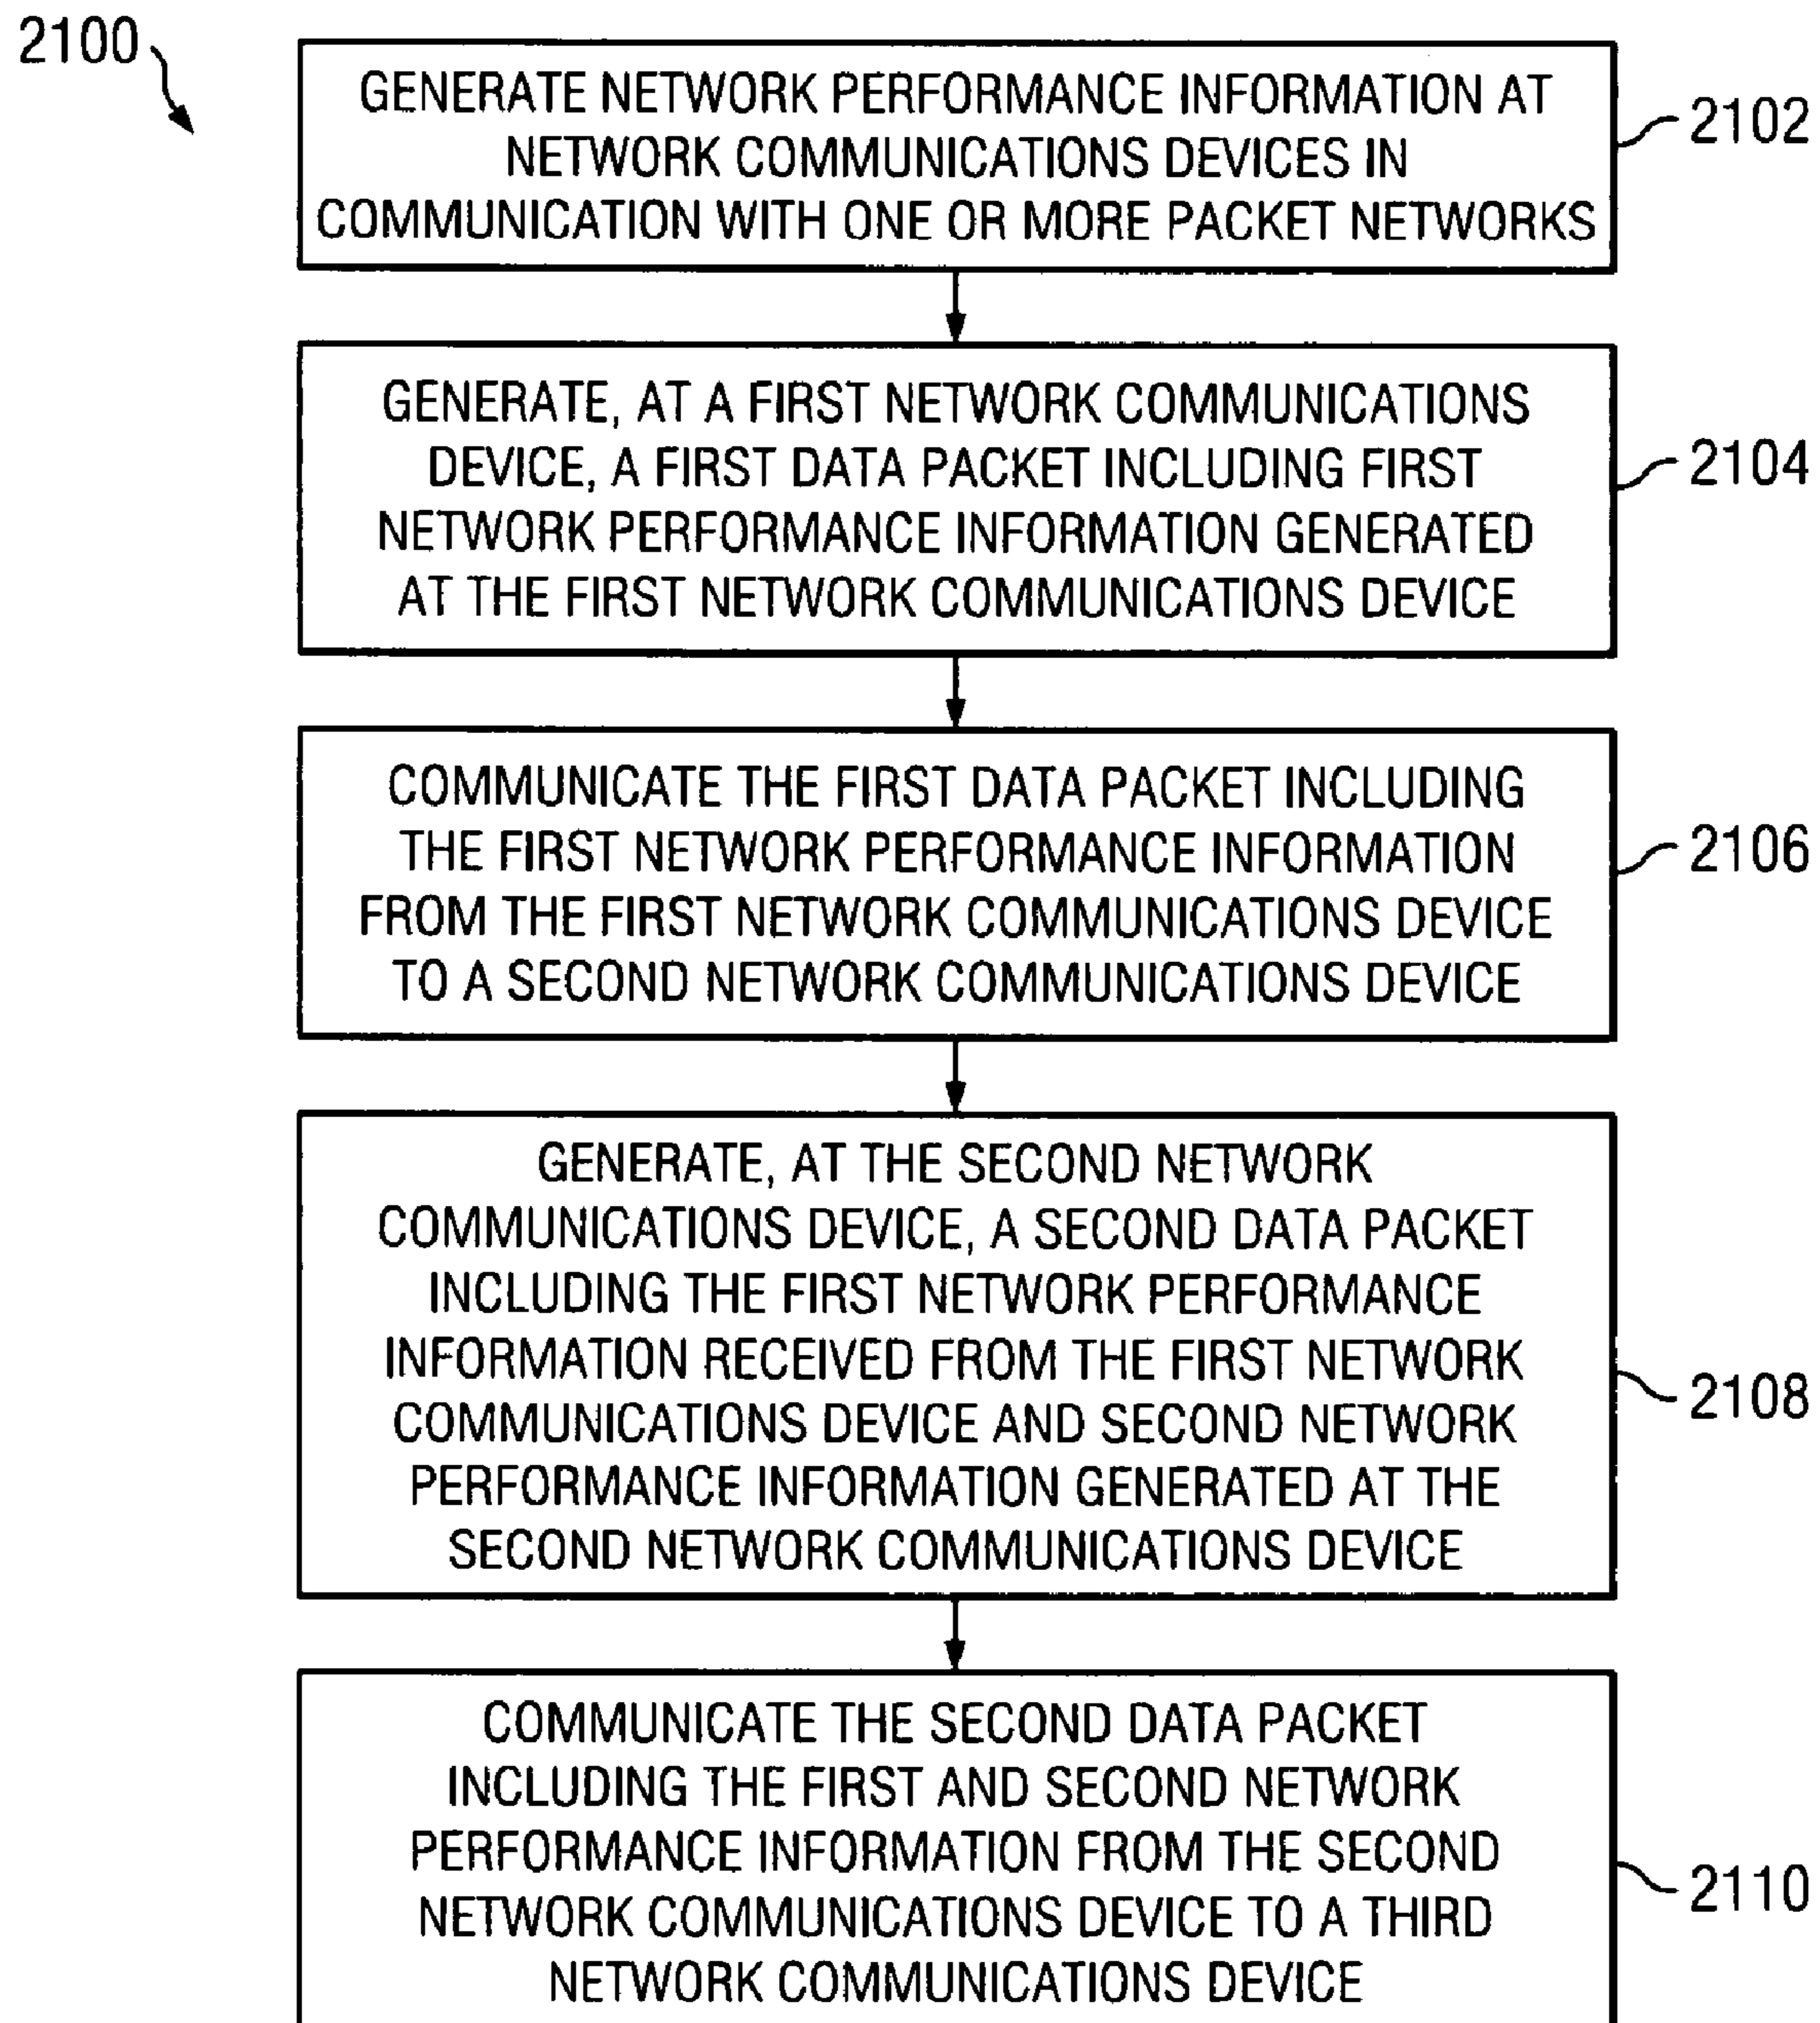 2100
GENERATE NETWORK PERFORMANCE INFORMATION AT
NETWORK COMMUNICATIONS DEVICES IN
COMMUNICATION WITH ONE OR MORE PACKET NETWORKS
2102
GENERATE, AT A FIRST NETWORK COMMUNICATIONS
DEVICE, A FIRST DATA PACKET INCLUDING FIRST
NETWORK PERFORMANCE INFORMATION GENERATED
AT THE FIRST NETWORK COMMUNICATIONS DEVICE
2104
COMMUNICATE THE FIRST DATA PACKET INCLUDING
THE FIRST NETWORK PERFORMANCE INFORMATION
FROM THE FIRST NETWORK COMMUNICATIONS DEVICE
TO A SECOND NETWORK COMMUNICATIONS DEVICE
2106
GENERATE, AT THE SECOND NETWORK
COMMUNICATIONS DEVICE, A SECOND DATA PACKET
INCLUDING THE FIRST NETWORK PERFORMANCE
INFORMATION RECEIVED FROM THE FIRST NETWORK
COMMUNICATIONS DEVICE AND SECOND NETWORK
PERFORMANCE INFORMATION GENERATED AT THE
SECOND NETWORK COMMUNICATIONS DEVICE
2108
COMMUNICATE THE SECOND DATA PACKET
INCLUDING THE FIRST AND SECOND NETWORK
PERFORMANCE INFORMATION FROM THE SECOND
NETWORK COMMUNICATIONS DEVICE TO A THIRD
NETWORK COMMUNICATIONS DEVICE
2110